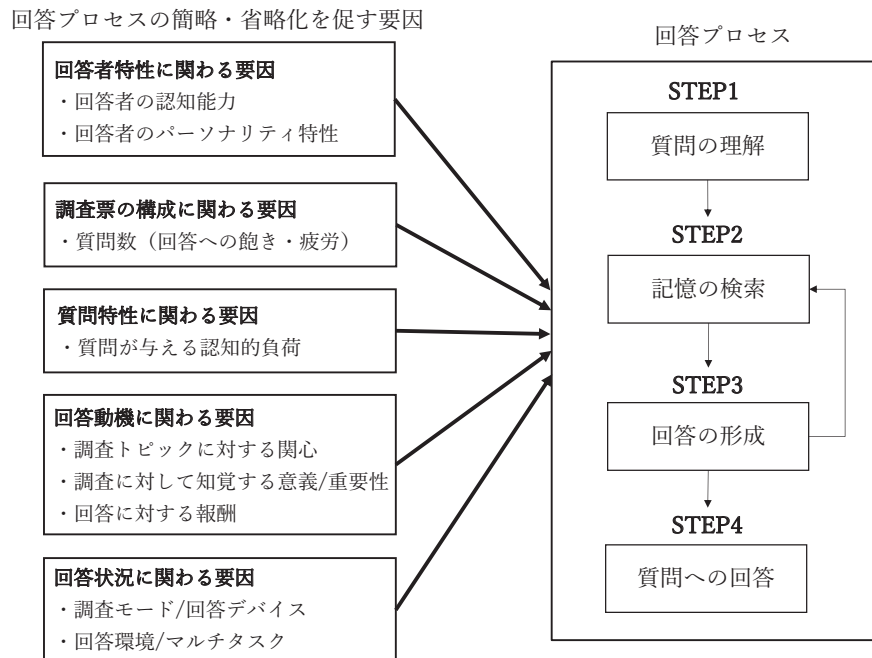 回答プロセスの簡略・省略化を促す要因
回答者特性に関わる要因
・回答者の認知能力
・回答者のパーソナリティ特性
調査票の構成に関わる要因
・質問数（回答への飽き・疲労）
質問特性に関わる要因
・質問が与える認知的負荷
回答動機に関わる要因
・調査トピックに対する関心
・調査に対して知覚する意義/重要性
・回答に対する報酬
回答状況に関わる要因
・調査モード/回答デバイス
・回答環境/マルチタスク
回答プロセス
STEP1
質問の理解
STEP2
記憶の検索
STEP3
回答の形成
STEP4
質問への回答